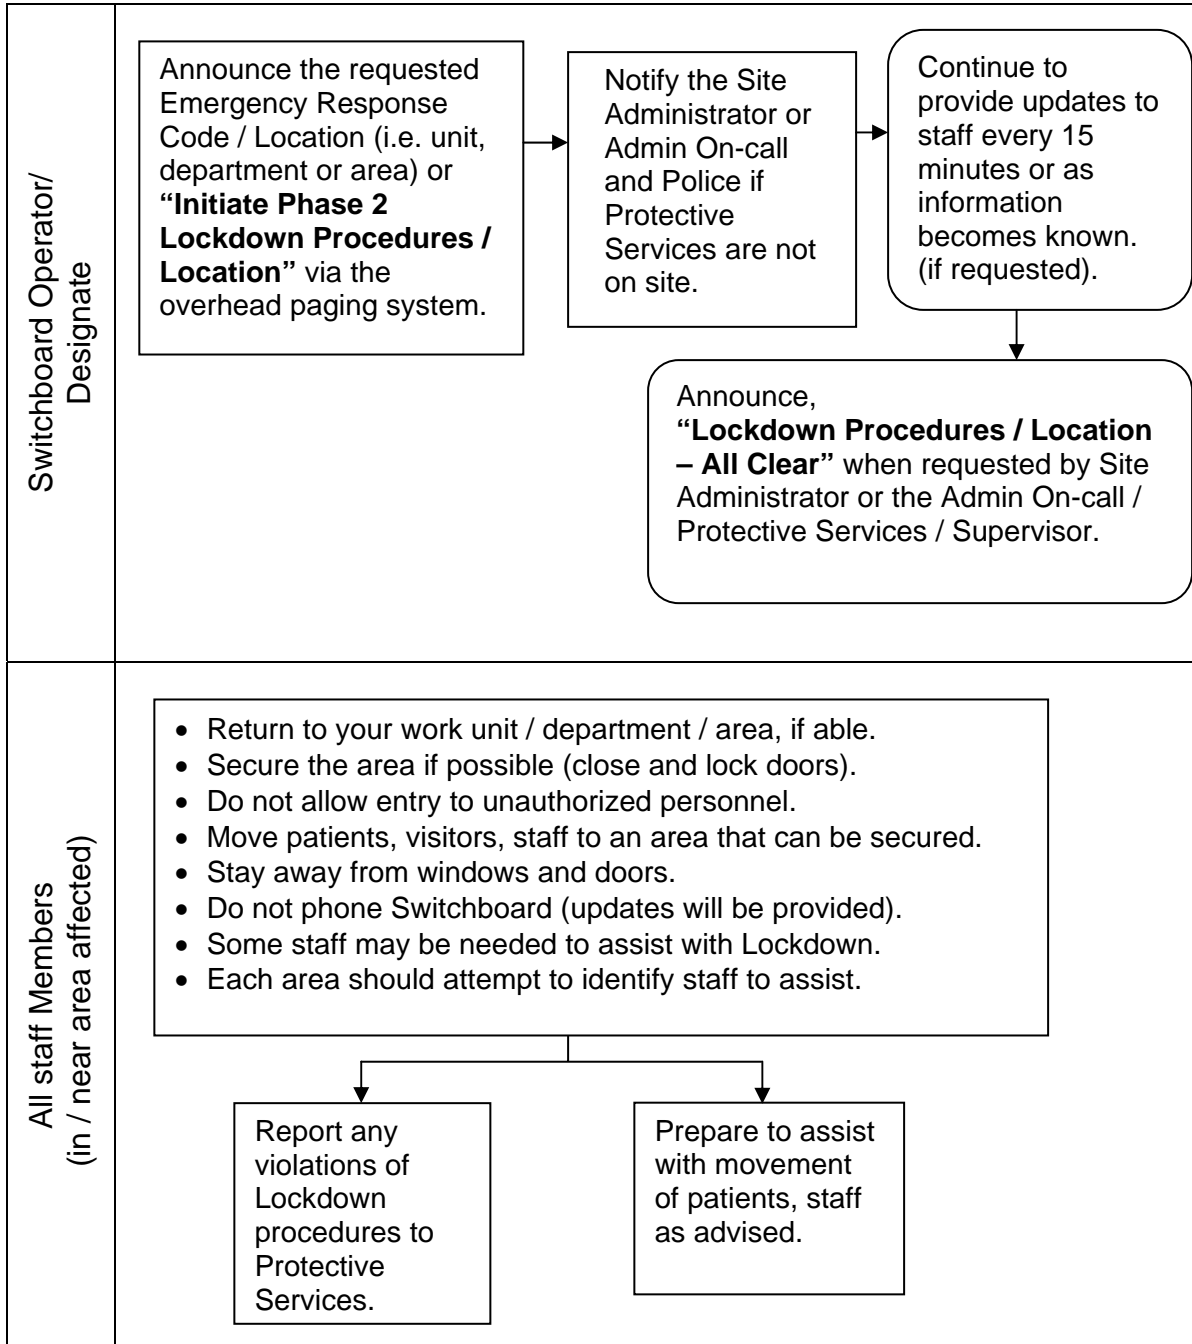 Switchboard Operator/
Designate
Announce the requested
Emergency Response
Code / Location (i.e. unit,
department or area) or
“Initiate Phase 2
Lockdown Procedures /
Location” via the
overhead paging system.
Notify the Site
Administrator or
Admin On-call
and Police if
Protective
Services are not
on site.
Continue to
provide updates to
staff every 15
minutes or as
information
becomes known.
(if requested).
Announce,
“Lockdown Procedures / Location
– All Clear” when requested by Site
Administrator or the Admin On-call /
Protective Services / Supervisor.
All staff Members
(in / near area affected)
• Return to your work unit / department / area, if able.
• Secure the area if possible (close and lock doors).
• Do not allow entry to unauthorized personnel.
• Move patients, visitors, staff to an area that can be secured.
• Stay away from windows and doors.
• Do not phone Switchboard (updates will be provided).
• Some staff may be needed to assist with Lockdown.
• Each area should attempt to identify staff to assist.
Report any
violations of
Lockdown
procedures to
Protective
Services.
Prepare to assist
with movement
of patients, staff
as advised.